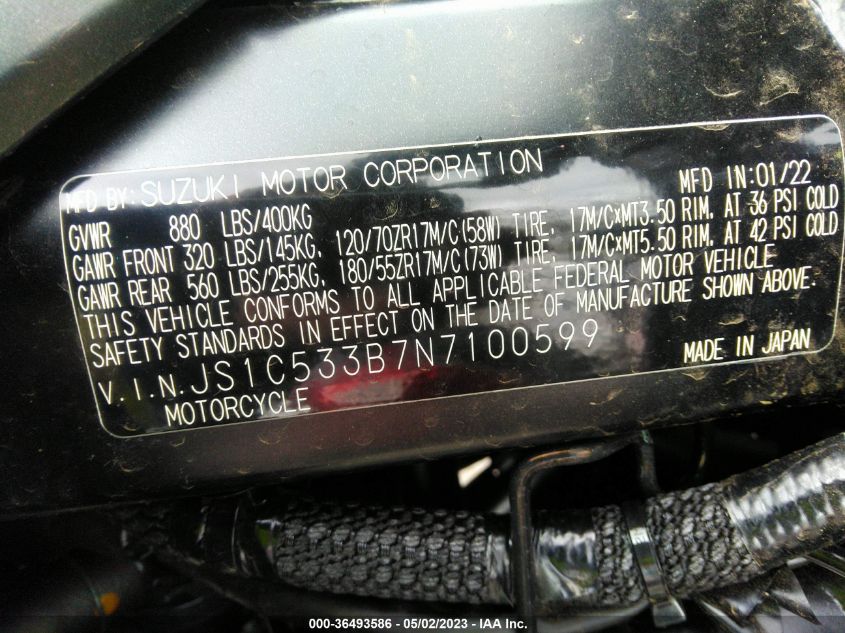 MFD BY: SUZUKI MOTOR CORPORATION MFD IN: 01/22
GVWR 880 LBS/400KG
GAWR FRONT 320 LBS/145KG, 120/70ZR17M/C(58W) TIRE, 17M/CxMT3.50 RIM, AT 36 PSI COLD
GAWR REAR 560 LBS/255KG, 180/55ZR17M/C(73W) TIRE, 17M/CxMT5.50 RIM, AT 42 PSI COLD
THIS VEHICLE CONFORMS TO ALL APPLICABLE FEDERAL MOTOR VEHICLE
SAFETY STANDARDS IN EFFECT ON THE DATE OF MANUFACTURE SHOWN ABOVE.
V.I.N. JS1C533B7N7100599 MADE IN JAPAN
MOTORCYCLE
000-36493586 - 05/02/2023 - IAA Inc.